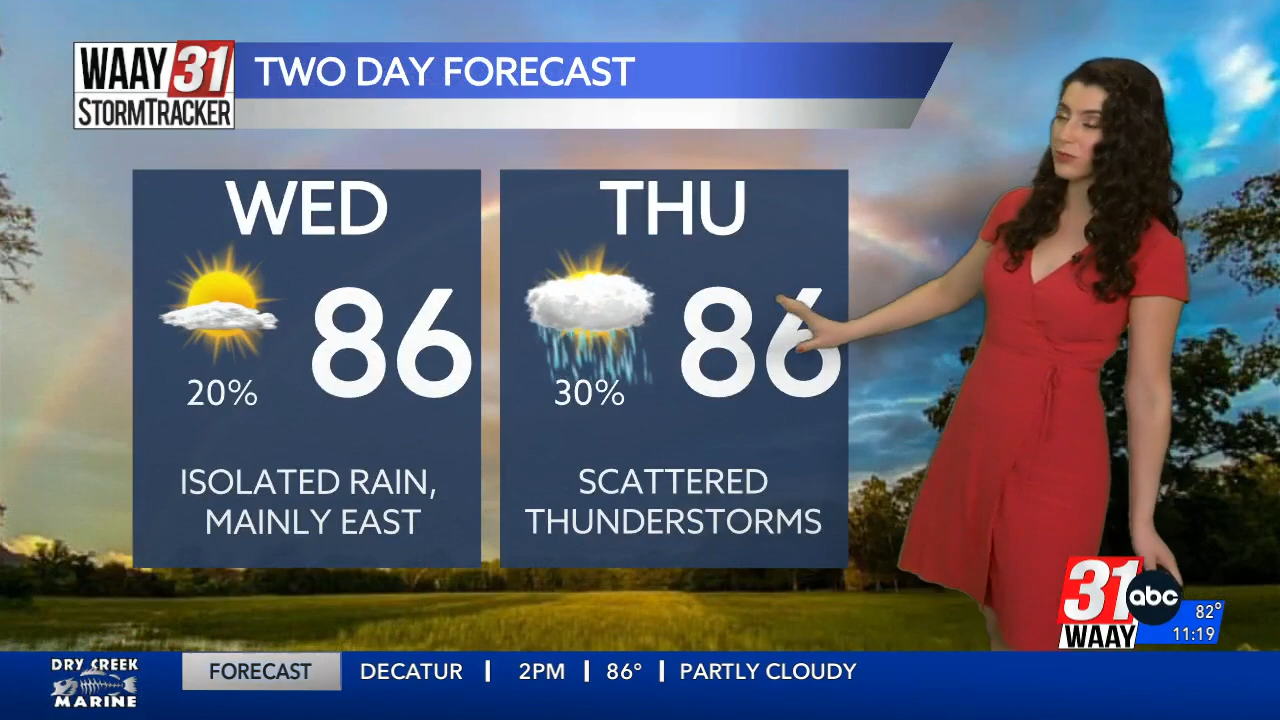 WAAY 31
STORMTRACKER
TWO DAY FORECAST
WED
86
20%
ISOLATED RAIN,
MAINLY EAST
THU
86
30%
SCATTERED
THUNDERSTORMS
31
abc
WAAY
82°
11:19
DRY CREEK
MARINE
FORECAST
DECATUR | 2PM | 86° | PARTLY CLOUDY